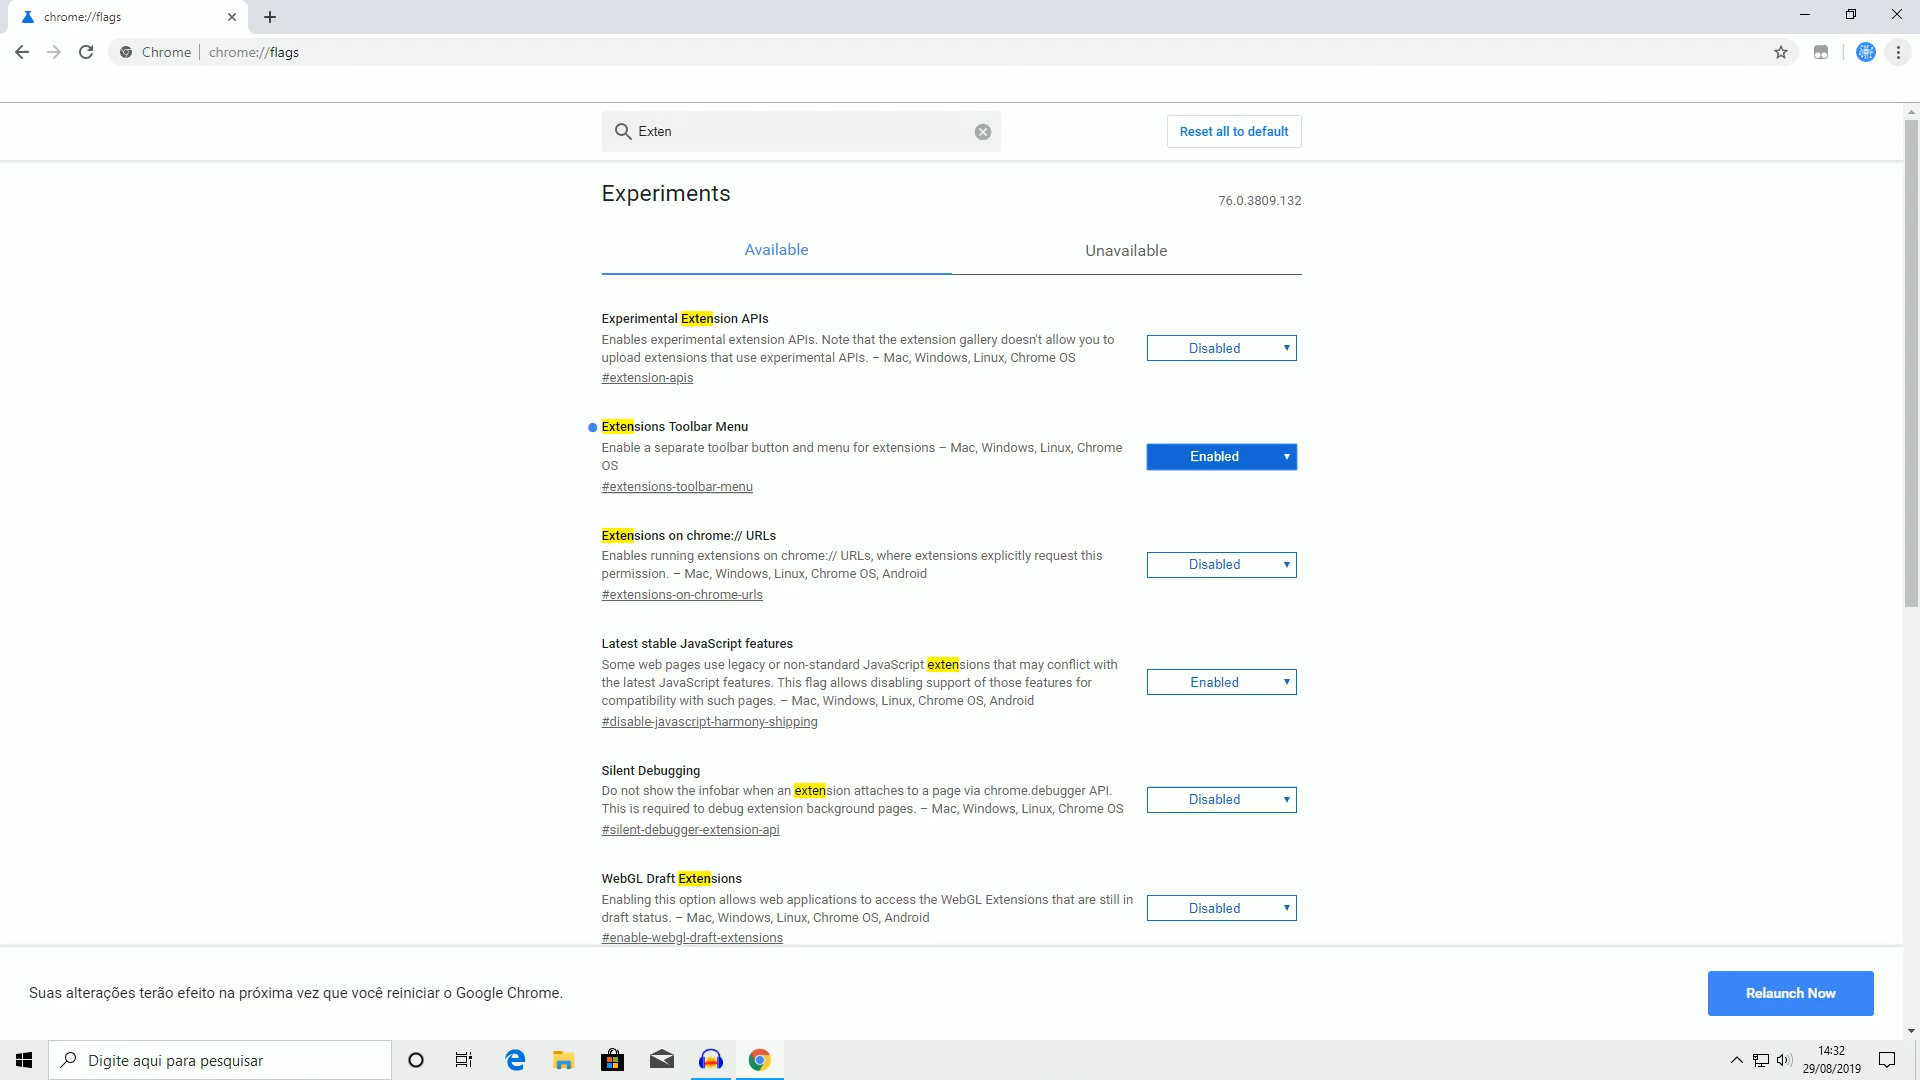 chrome://flags
Chrome
chrome://flags
Exten
Reset all to default
Experiments
76.0.3809.132
Available
Unavailable
Experimental Extension APIs
Enables experimental extension APIs. Note that the extension gallery doesn't allow you to
upload extensions that use experimental APIs. – Mac, Windows, Linux, Chrome OS
#extension-apis
Disabled
Extensions Toolbar Menu
Enable a separate toolbar button and menu for extensions – Mac, Windows, Linux, Chrome
OS
#extensions-toolbar-menu
Enabled
Extensions on chrome:// URLs
Enables running extensions on chrome:// URLs, where extensions explicitly request this
permission. – Mac, Windows, Linux, Chrome OS, Android
#extensions-on-chrome-urls
Disabled
Latest stable JavaScript features
Some web pages use legacy or non-standard JavaScript extensions that may conflict with
the latest JavaScript features. This flag allows disabling support of those features for
compatibility with such pages. – Mac, Windows, Linux, Chrome OS, Android
#disable-javascript-harmony-shipping
Enabled
Silent Debugging
Do not show the infobar when an extension attaches to a page via chrome.debugger API.
This is required to debug extension background pages. – Mac, Windows, Linux, Chrome OS
#silent-debugger-extension-api
Disabled
WebGL Draft Extensions
Enabling this option allows web applications to access the WebGL Extensions that are still in
draft status. – Mac, Windows, Linux, Chrome OS, Android
#enable-webgl-draft-extensions
Disabled
Suas alterações terão efeito na próxima vez que você reiniciar o Google Chrome.
Relaunch Now
Digite aqui para pesquisar
14:32
29/08/2019